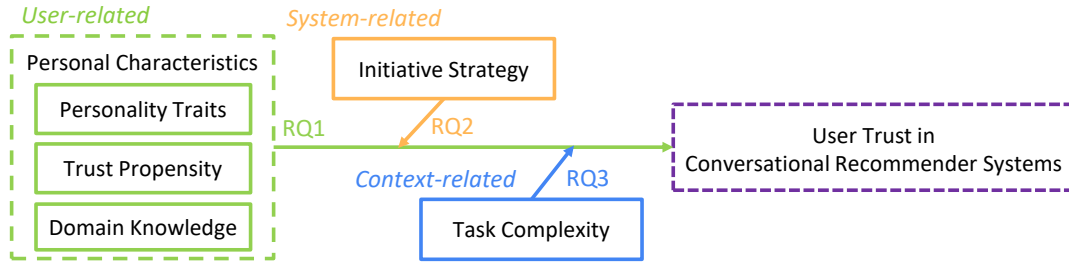 User-related
Personal Characteristics
Personality Traits
Trust Propensity
Domain Knowledge
System-related
Initiative Strategy
RQ1
RQ2
Context-related
RQ3
Task Complexity
User Trust in
Conversational Recommender Systems